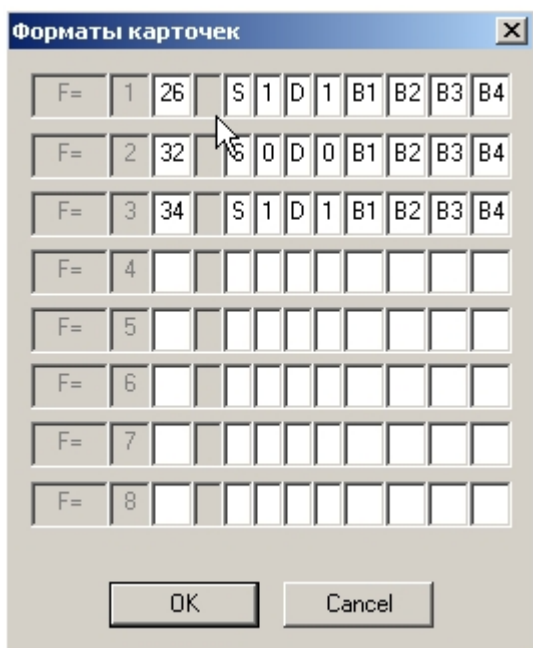 Форматы карточек
F= 1 26 S 1 D 1 B1 B2 B3 B4
F= 2 32 S 0 D 0 B1 B2 B3 B4
F= 3 34 S 1 D 1 B1 B2 B3 B4
F= 4
F= 5
F= 6
F= 7
F= 8
OK Cancel